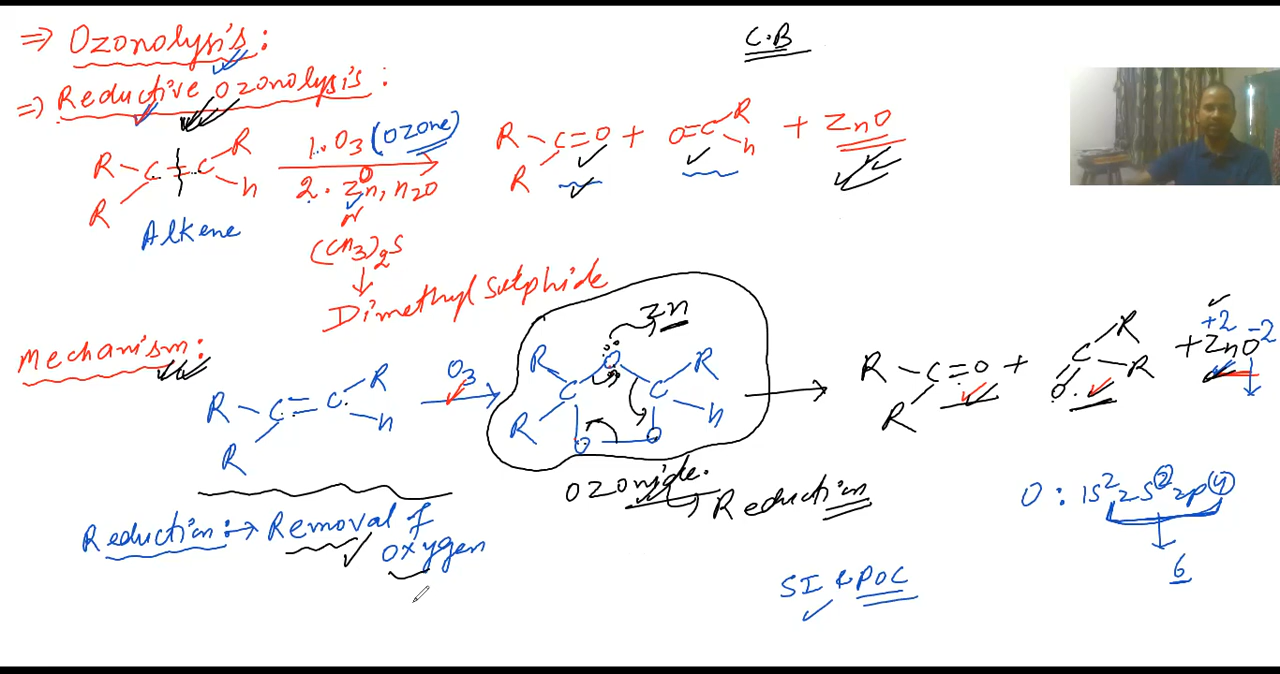 ⇒ Ozonolysis:
C.B
⇒ Reductive Ozonolysis:
R R C=C R H
1. O3 (Ozone)
2. Zn⁰, H2O
R R C=O + O=C R H + ZnO
Alkene
(CH3)2S
↓
Dimethyl sulphide
Mechanism:
R R C=C R H
O3
Zn
R R C O C R H O O
R R C=O + O=C R R + ZnO
+2 -2
Ozonide.
→ Reduction
O: 1s² 2s² 2p⁴
6
Reduction: → Removal of
oxygen
SI & POC